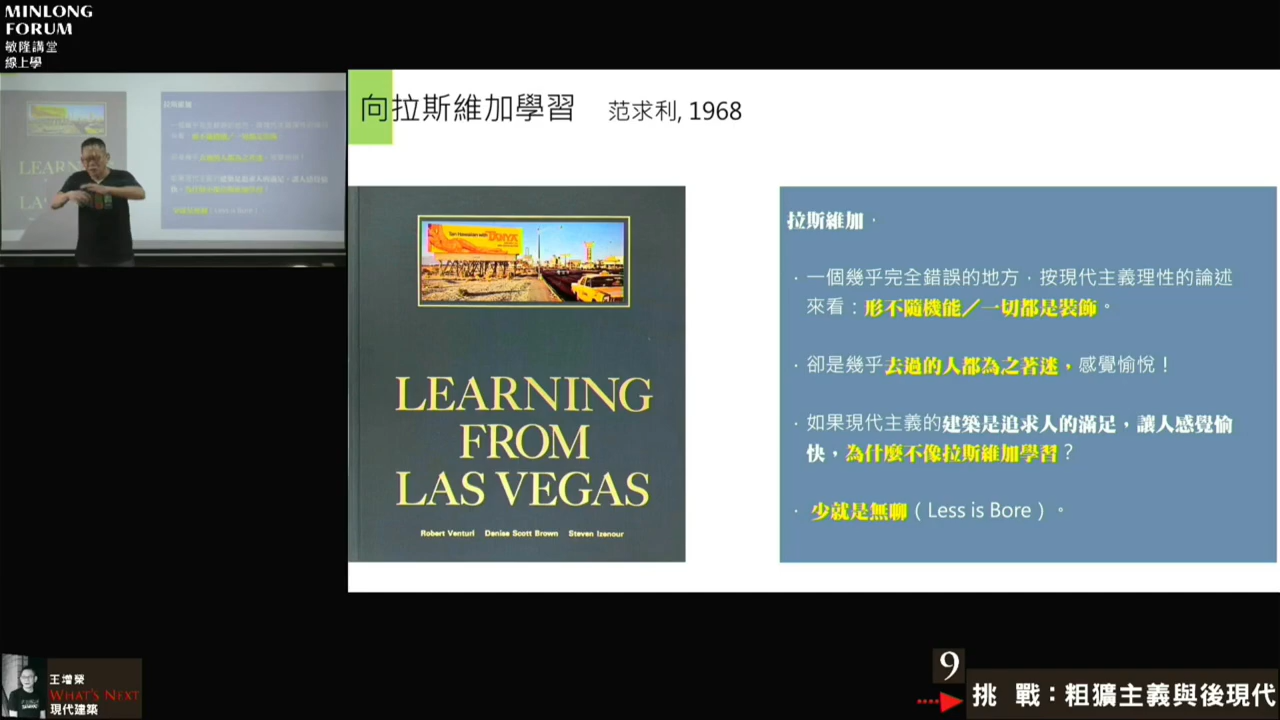 MINLONG
FORUM
敏隆講堂
線上學
向拉斯維加學習 范求利, 1968
LEARNING
FROM
LAS VEGAS
Robert Venturi Denise Scott Brown Steven Izenour
拉斯維加．
．一個幾乎完全錯誤的地方．按現代主義理性的論述
來看：形不隨機能／一切都是裝飾。
．卻是幾乎去過的人都為之著迷，感覺愉悅！
．如果現代主義的建築是追求人的滿足，讓人感覺愉
快，為什麼不像拉斯維加學習？
．少就是無聊（Less is Bore）。
王增榮
WHAT'S NEXT
現代建築
9
挑 戰：粗獷主義與後現代